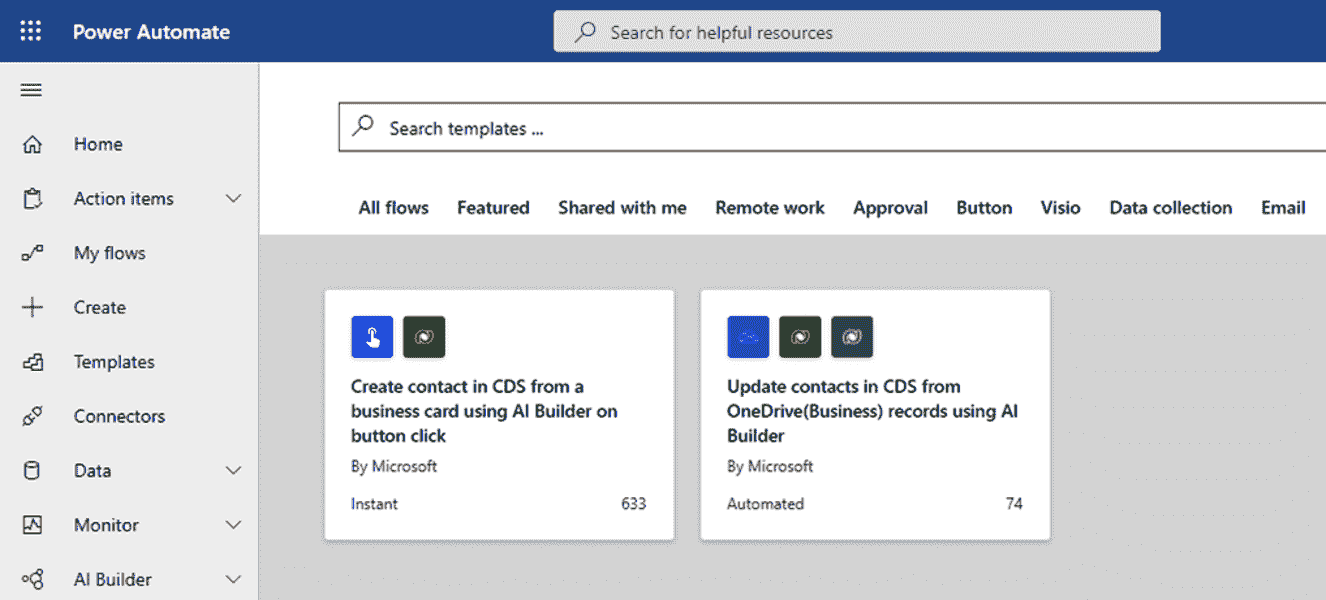 Power Automate
Search for helpful resources
Home
Action items
My flows
Create
Templates
Connectors
Data
Monitor
AI Builder
Search templates ...
All flows Featured Shared with me Remote work Approval Button Visio Data collection Email
Create contact in CDS from a
business card using AI Builder on
button click
By Microsoft
Instant 633
Update contacts in CDS from
OneDrive(Business) records using AI
Builder
By Microsoft
Automated 74